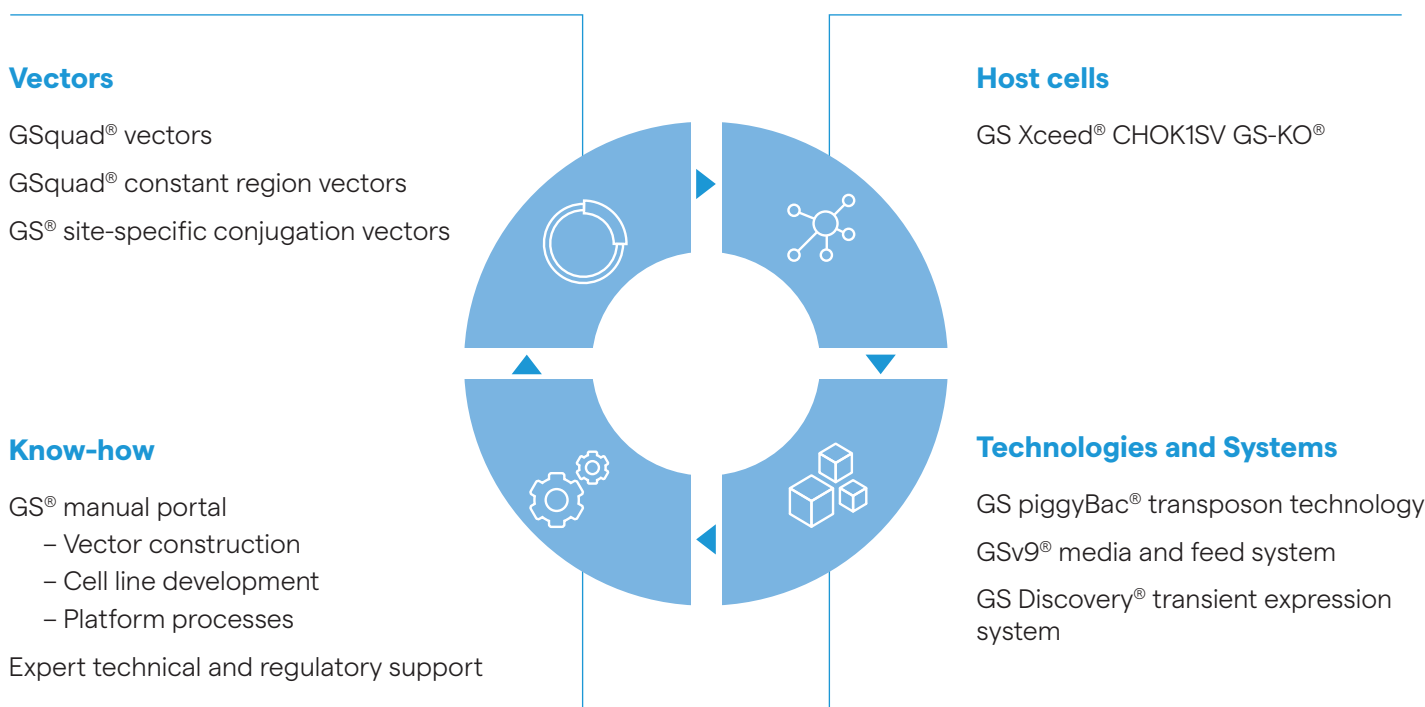 Vectors
GSquad® vectors
GSquad® constant region vectors
GS® site-specific conjugation vectors
Host cells
GS Xceed® CHOK1SV GS-KO®
Know-how
GS® manual portal
– Vector construction
– Cell line development
– Platform processes
Expert technical and regulatory support
Technologies and Systems
GS piggyBac® transposon technology
GSv9® media and feed system
GS Discovery® transient expression
system